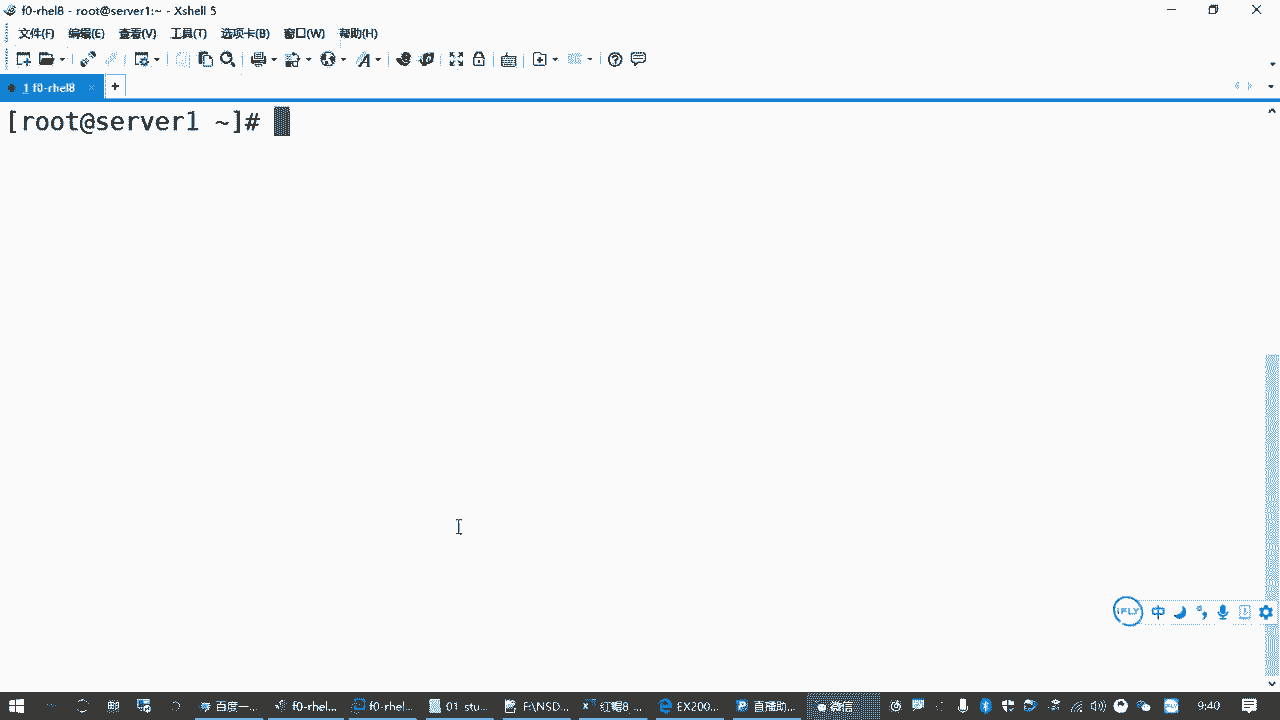 f0-rhel8 - root@server1:~ - Xshell 5
文件(F) 编辑(E) 查看(V) 工具(T) 选项卡(B) 窗口(W) 帮助(H)
1 f0-rhel8
[root@server1 ~]#
iFLY 中
百度一... f0-rhel... f0-rhel... 01_stu... F:\NSD... 红帽8_... EX200... 直播助... 微信 9:40